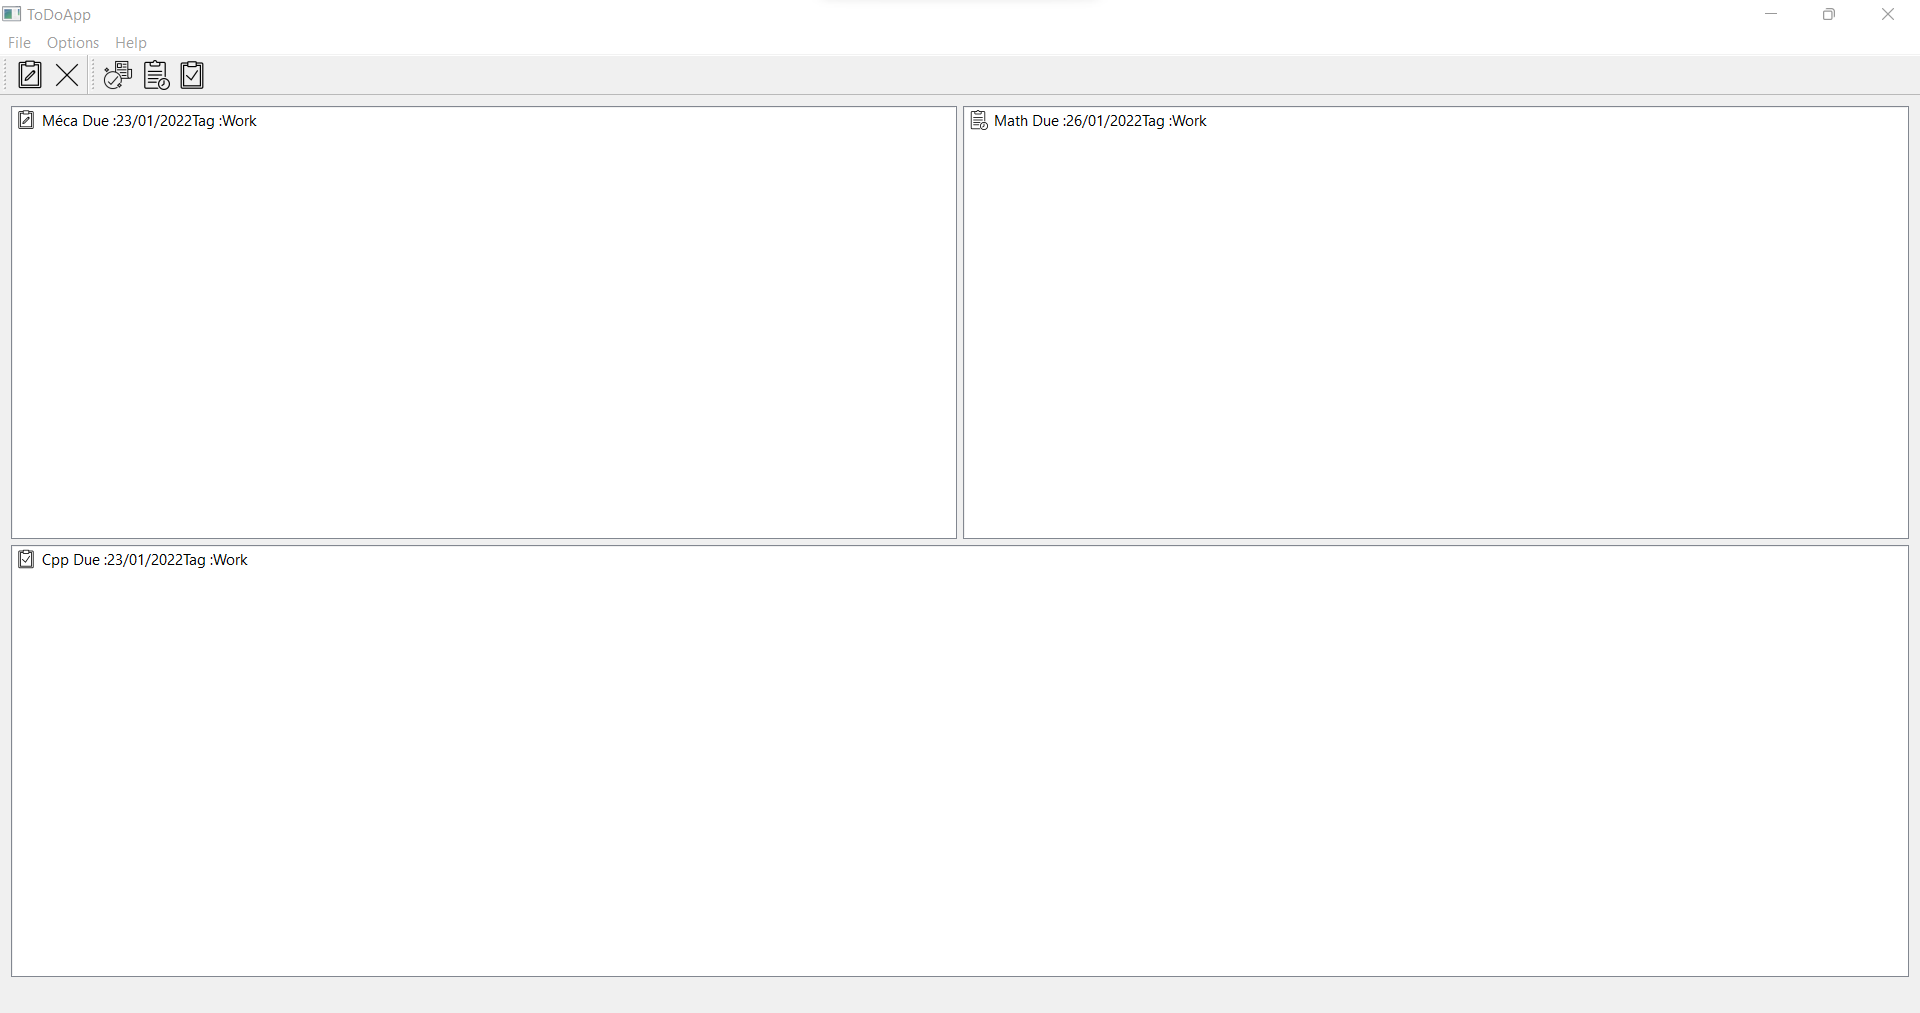 ToDoApp
File Options Help
Méca Due :23/01/2022Tag :Work
Math Due :26/01/2022Tag :Work
Cpp Due :23/01/2022Tag :Work